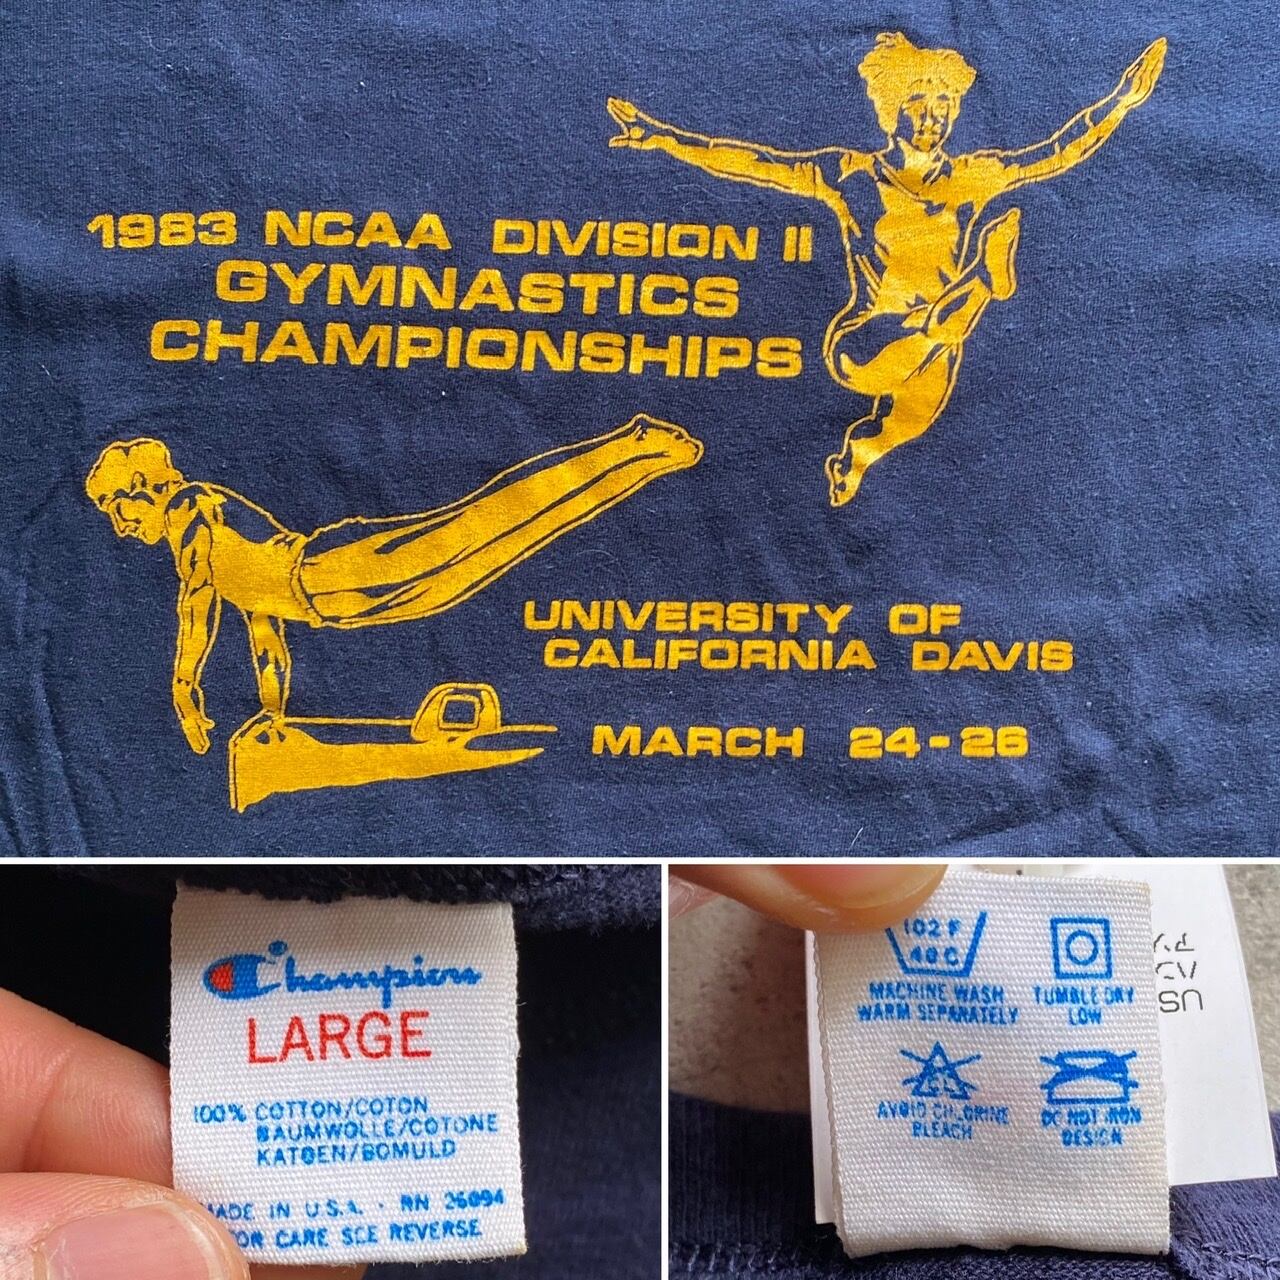 1983 NCAA DIVISION II
GYMNASTICS
CHAMPIONSHIPS
UNIVERSITY OF
CALIFORNIA DAVIS
MARCH 24-26
Champion
LARGE
100% COTTON/COTON
BAUMWOLLE/COTONE
KATOEN/BOMULD
MADE IN U.S.A. · RN 26094
FOR CARE SEE REVERSE
102 F
40 C
MACHINE WASH
WARM SEPARATELY
TUMBLE DRY
LOW
CL
AVOID CHLORINE
BLEACH
DO NOT IRON
DESIGN